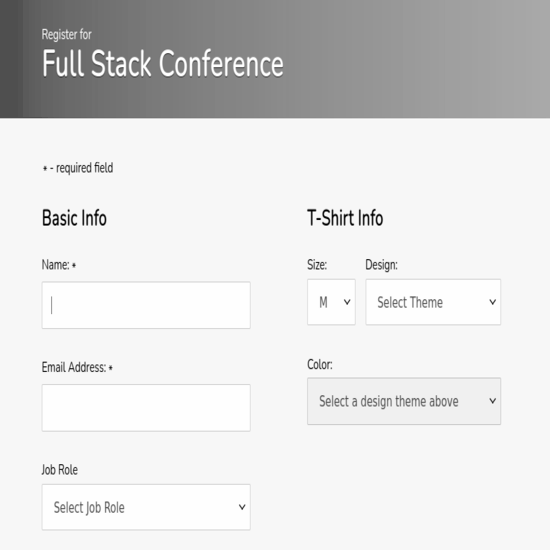 Register for
Full Stack Conference
* - required field
Basic Info
Name: *
Email Address: *
Job Role
Select Job Role
T-Shirt Info
Size:
Design:
M
Select Theme
Color:
Select a design theme above